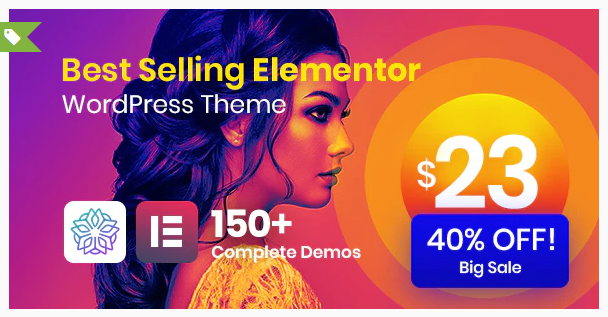 Best Selling Elementor
WordPress Theme
$23
150+
Complete Demos
40% OFF!
Big Sale